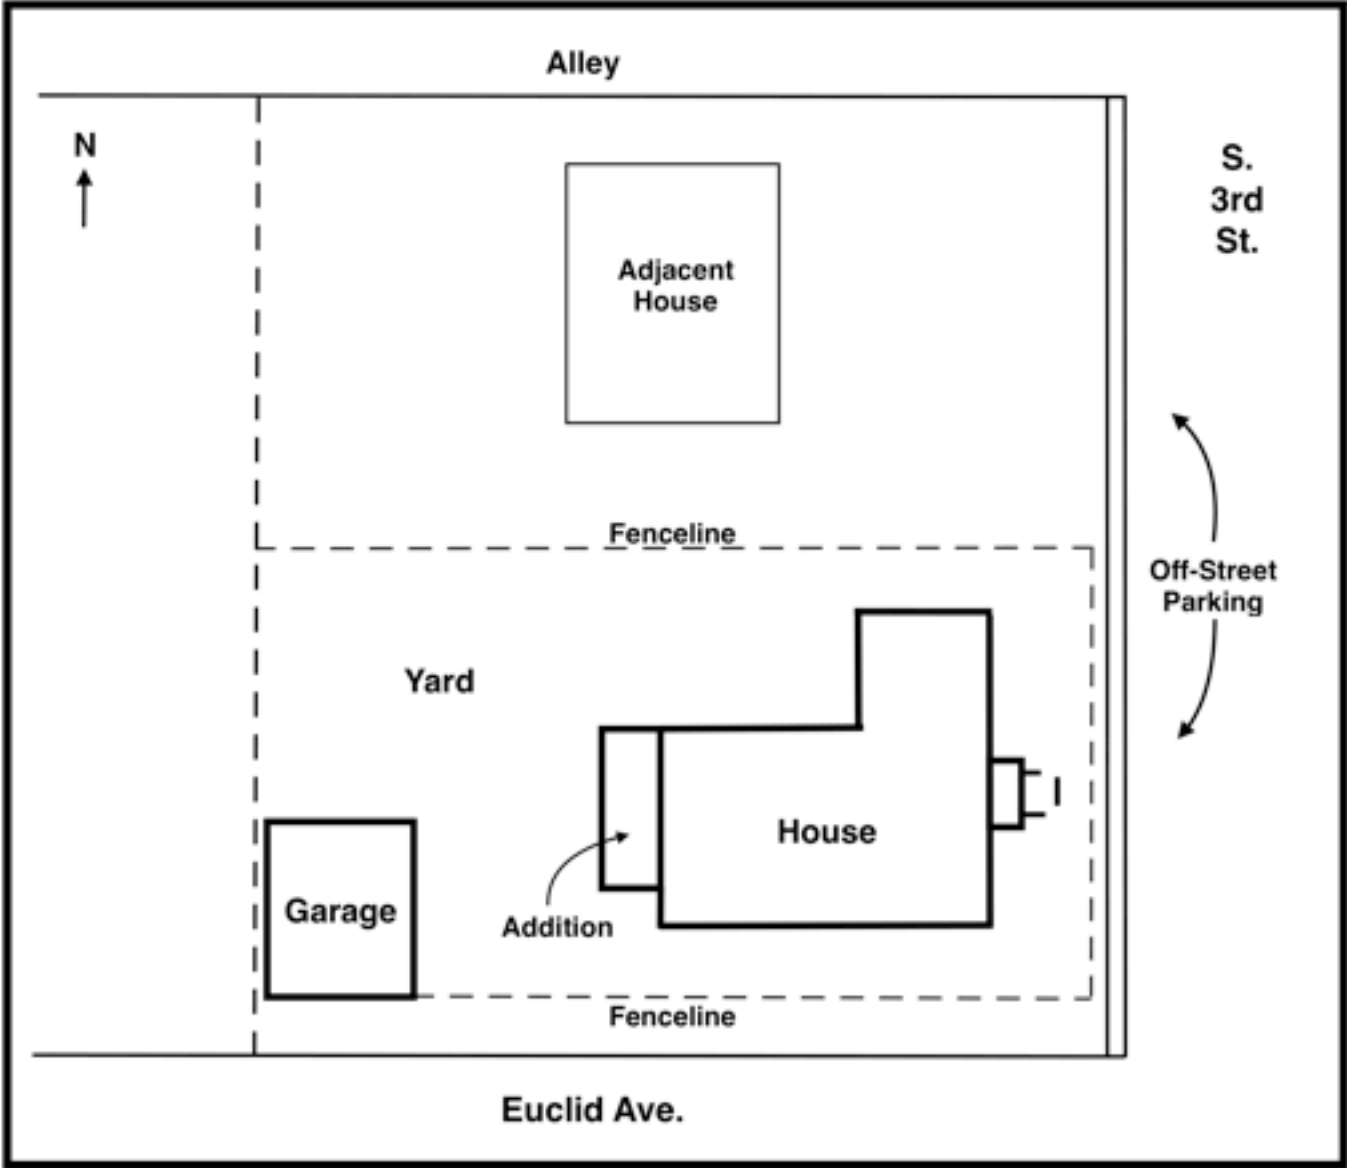 Alley
N
S.
3rd
St.
Adjacent
House
Fenceline
Off-Street
Parking
Yard
House
Garage
Addition
Fenceline
Euclid Ave.